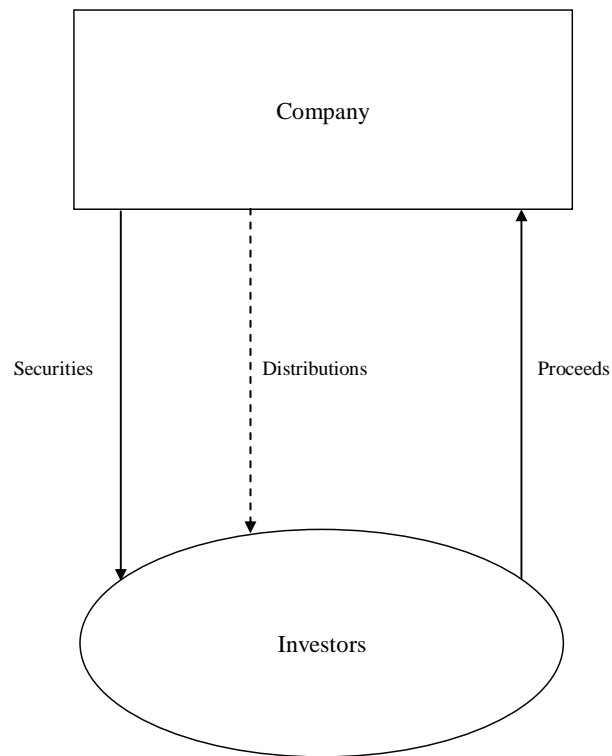 Company
Securities
Distributions
Proceeds
Investors